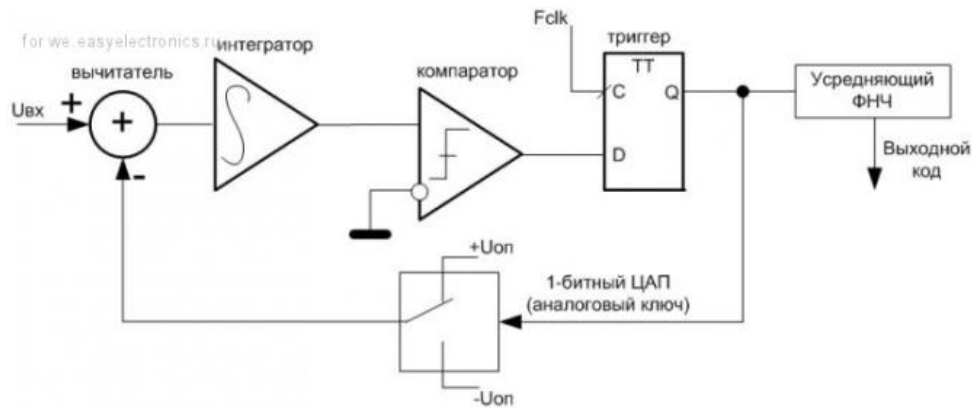 for we.easyelectronics.ru
Fclk
триггер
интегратор
вычитатель
компаратор
TT
Uвх
+
+
-
C
Q
D
Усредняющий
ФНЧ
Выходной
код
+Uоп
1-битный ЦАП
(аналоговый ключ)
-Uоп